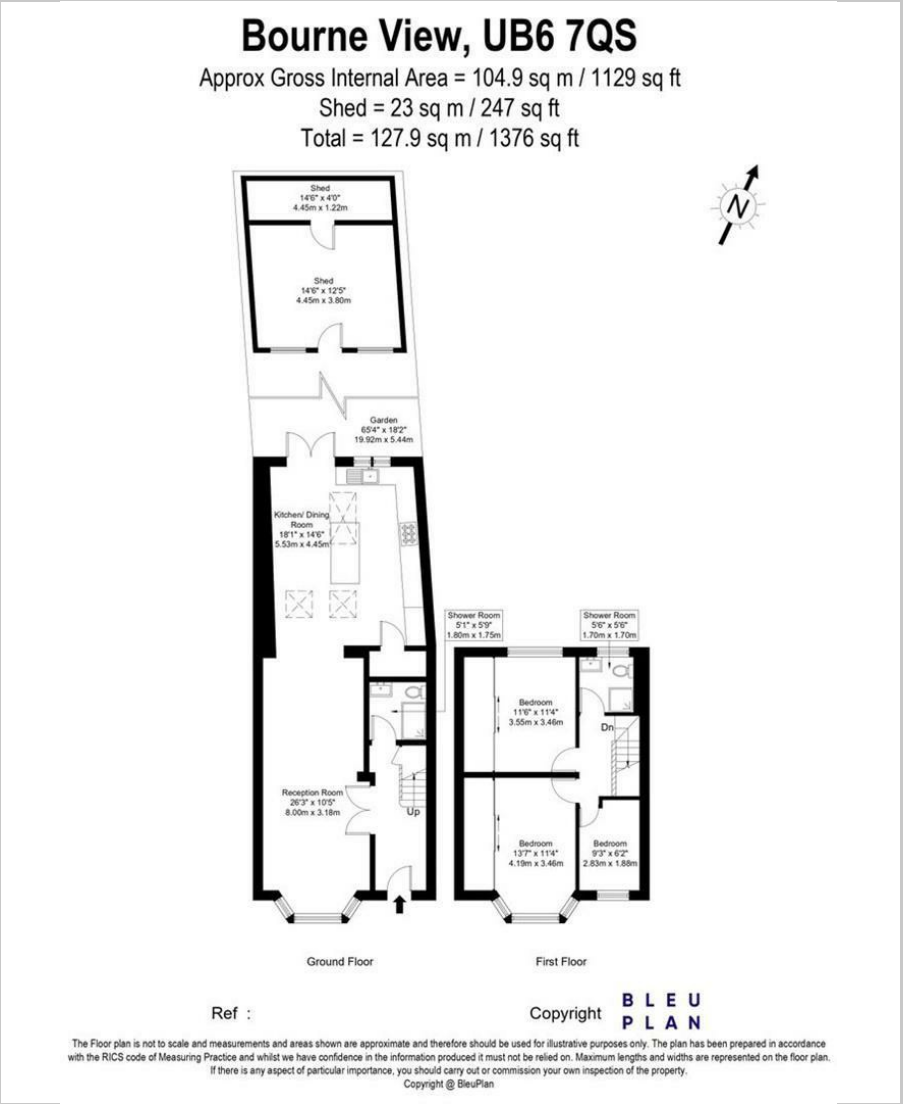 Bourne View, UB6 7QS
Approx Gross Internal Area = 104.9 sq m / 1129 sq ft
Shed = 23 sq m / 247 sq ft
Total = 127.9 sq m / 1376 sq ft
Shed
14'6" x 4'0"
4.45m x 1.22m
N
Shed
14'6" x 12'5"
4.45m x 3.80m
Garden
65'4" x 18'2"
19.92m x 5.44m
Kitchen/ Dining
Room
18'1" x 14'6"
5.53m x 4.45m
Shower Room
5'1" x 5'9"
1.80m x 1.75m
Shower Room
5'6" x 5'6"
1.70m x 1.70m
Bedroom
11'6" x 11'4"
3.55m x 3.46m
Dn
Reception Room
26'3" x 10'5"
8.00m x 3.18m
Up
Bedroom
13'7" x 11'4"
4.19m x 3.46m
Bedroom
9'3" x 6'2"
2.83m x 1.88m
Ground Floor
First Floor
Ref :
Copyright
BLEU
PLAN
The Floor plan is not to scale and measurements and areas shown are approximate and therefore should be used for illustrative purposes only. The plan has been prepared in accordance
with the RICS code of Measuring Practice and whilst we have confidence in the information produced it must not be relied on. Maximum lengths and widths are represented on the floor plan.
If there is any aspect of particular importance, you should carry out or commission your own inspection of the property.
Copyright @ BleuPlan